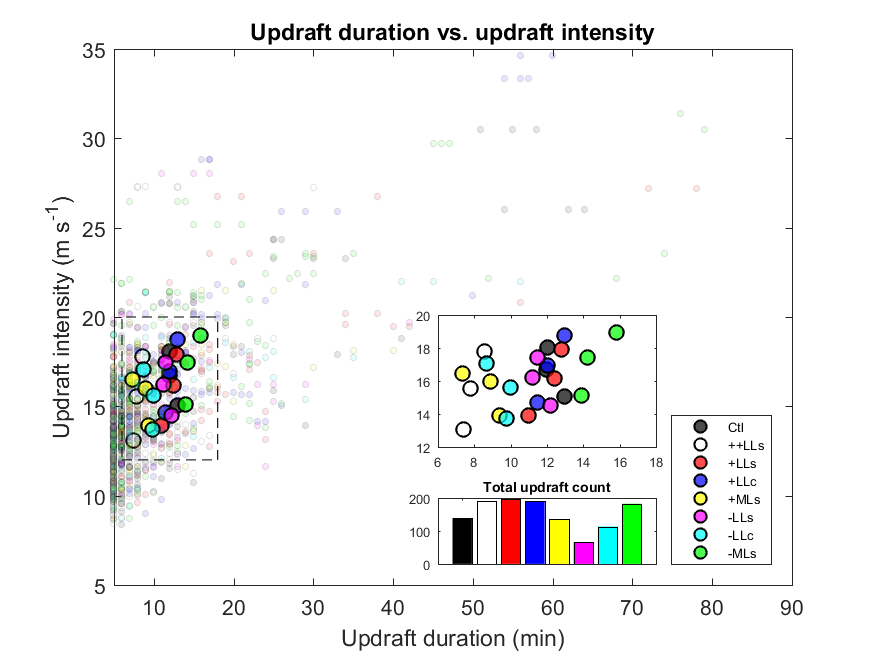 Updraft duration vs. updraft intensity
35
30
25
20
15
10
5
Updraft intensity (m s⁻¹)
10
20
30
40
50
60
70
80
90
Updraft duration (min)
20
18
16
14
12
6
8
10
12
14
16
18
Total updraft count
200
100
0
Ctl
++LLs
+LLs
+LLc
+MLs
-LLs
-LLc
-MLs